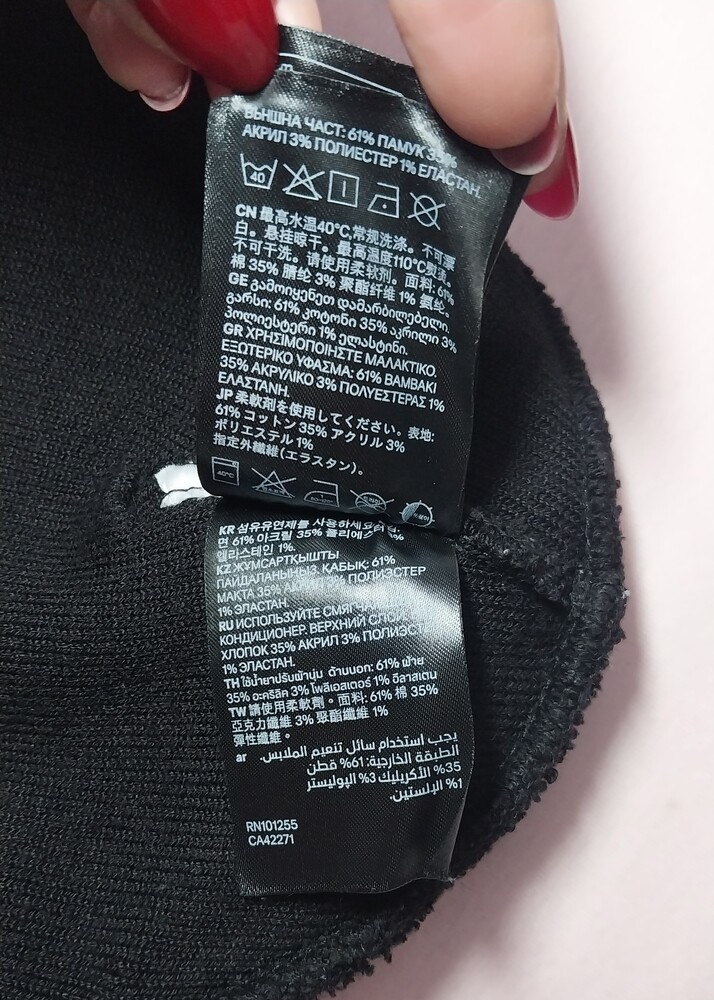 ВЪНШНА ЧАСТ: 61% ПАМУК 35%
АКРИЛ 3% ПОЛИЕСТЕР 1% ЕЛАСТАН.
40
CN 最高水温40°C,常规洗涤。不可漂
白。悬挂晾干。最高温度110°C熨烫。
不可干洗。请使用柔软剂。面料: 61%
棉 35% 腈纶 3% 聚酯纤维 1% 氨纶。
GE გამოიყენეთ დამარბილებელი.
გარსი: 61% კოტონი 35% აკრილი 3%
პოლიესტერი 1% ელასტინი.
GR ΧΡΗΣΙΜΟΠΟΙΗΣΤΕ ΜΑΛΑΚΤΙΚΟ.
ΕΞΩΤΕΡΙΚΟ ΥΦΑΣΜΑ: 61% ΒΑΜΒΑΚΙ
35% ΑΚΡΥΛΙΚΟ 3% ΠΟΛΥΕΣΤΕΡΑΣ 1%
ΕΛΑΣΤΑΝΗ.
JP 柔軟剤を使用してください。表地:
61% コットン 35% アクリル 3%
ポリエステル 1%
指定外繊維(エラスタン)。
40°C
KR 섬유유연제를 사용하세요
면 61% 아크릴 35%
엘라스테인 1%.
KZ ЖҰМСАРТҚЫШТЫ
ПАЙДАЛАНЫҢЫЗ. ҚАБЫҚ: 61%
МАҚТА 35% ПОЛИЭСТЕР
1% ЭЛАСТАН.
RU ИСПОЛЬЗУЙТЕ
КОНДИЦИОНЕР. ВЕРХНИЙ
ХЛОПОК 35% АКРИЛ 3%
1% ЭЛАСТАН.
TH ใช้น้ำยาปรับผ้านุ่ม ด้านนอก: 61% ฝ้าย
35% อะคริลิค 3% โพลีเอสเตอร์ 1% อีลาสเตน
TW 請使用柔軟劑。面料: 61% 棉 35%
亞克力纖維 3% 聚酯纖維 1%
彈性纖維。
ar يجب استخدام سائل تنعيم الملابس.
الطبقة الخارجية: 61% قطن
35% الأكريليك 3% البوليستر
1% اليلستين.
RN101255
CA42271